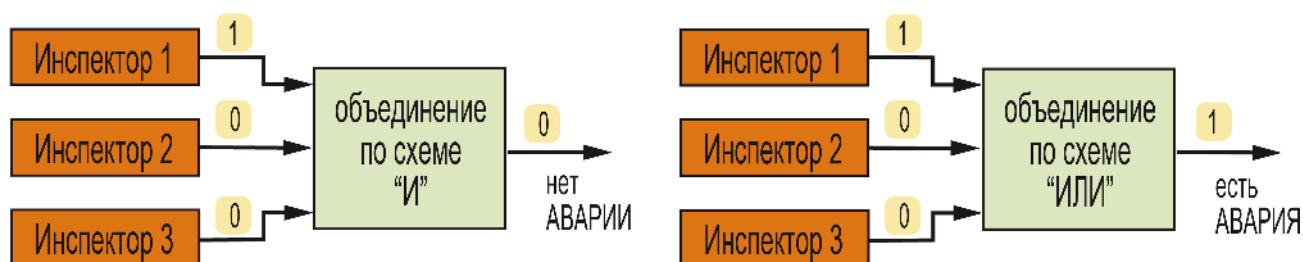 1
Инспектор 1
0
Инспектор 2
0
Инспектор 3
объединение
по схеме
“И”
0
нет
АВАРИИ
1
Инспектор 1
0
Инспектор 2
0
Инспектор 3
объединение
по схеме
“ИЛИ”
1
есть
АВАРИЯ